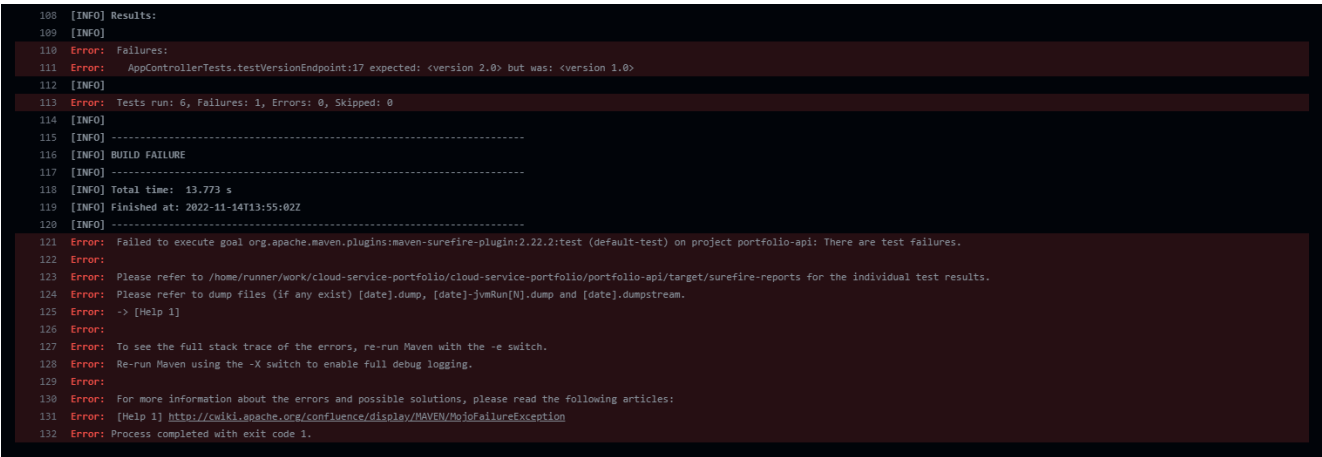 108 [INFO] Results:
109 [INFO]
110 Error: Failures:
111 Error: AppControllerTests.testVersionEndpoint:17 expected: <version 2.0> but was: <version 1.0>
112 [INFO]
113 Error: Tests run: 6, Failures: 1, Errors: 0, Skipped: 0
114 [INFO]
115 [INFO] ------------------------------------------------------------------------
116 [INFO] BUILD FAILURE
117 [INFO] ------------------------------------------------------------------------
118 [INFO] Total time: 13.773 s
119 [INFO] Finished at: 2022-11-14T13:55:02Z
120 [INFO] ------------------------------------------------------------------------
121 Error: Failed to execute goal org.apache.maven.plugins:maven-surefire-plugin:2.22.2:test (default-test) on project portfolio-api: There are test failures.
122 Error:
123 Error: Please refer to /home/runner/work/cloud-service-portfolio/cloud-service-portfolio/portfolio-api/target/surefire-reports for the individual test results.
124 Error: Please refer to dump files (if any exist) [date].dump, [date]-jvmRun[N].dump and [date].dumpstream.
125 Error: -> [Help 1]
126 Error:
127 Error: To see the full stack trace of the errors, re-run Maven with the -e switch.
128 Error: Re-run Maven using the -X switch to enable full debug logging.
129 Error:
130 Error: For more information about the errors and possible solutions, please read the following articles:
131 Error: [Help 1] http://cwiki.apache.org/confluence/display/MAVEN/MojoFailureException
132 Error: Process completed with exit code 1.